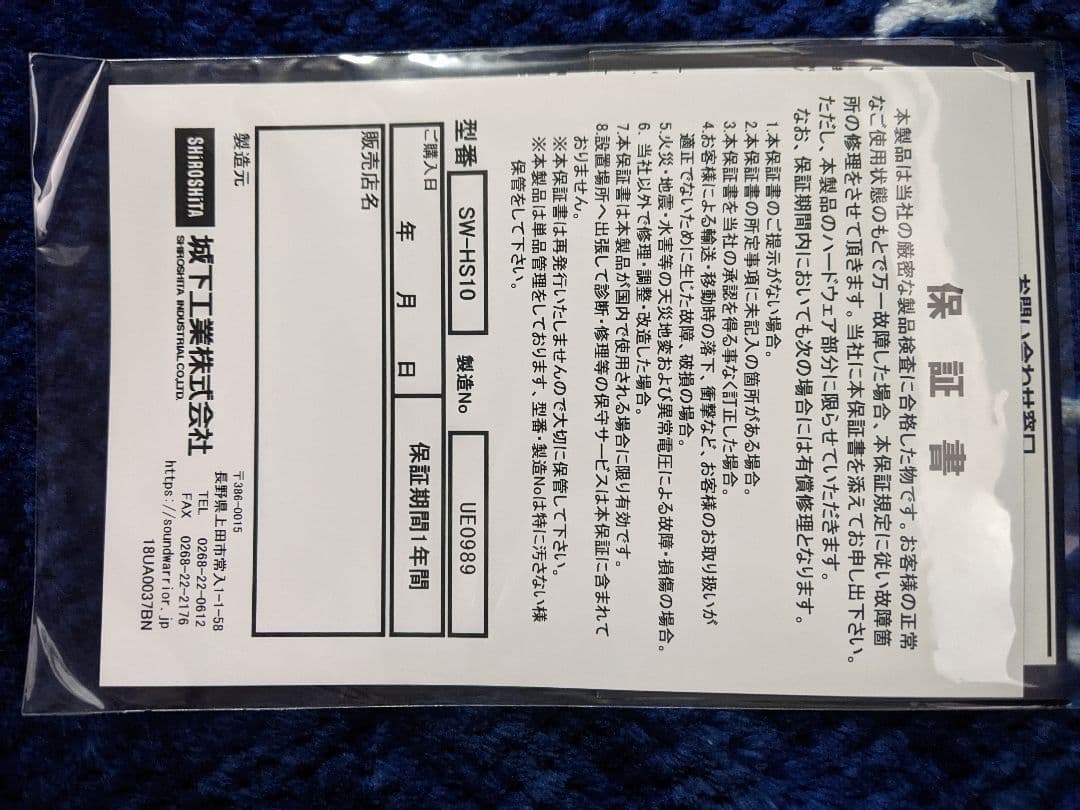 お問い合わせ窓口
保 証 書
本製品は当社の厳密な製品検査に合格した物です。お客様の正常
なご使用状態のもとで万一故障した場合、本保証規定に従い故障箇
所の修理をさせて頂きます。当社に本保証書を添えてお申し出下さい。
ただし、本製品のハードウェア部分に限らせていただきます。
なお、保証期間内においても次の場合には有償修理となります。
1.本保証書のご提示がない場合。
2.本保証書の所定事項に未記入の箇所がある場合。
3.本保証書を当社の承認を得る事なく訂正した場合。
4.お客様による輸送・移動時の落下、衝撃など、お客様のお取り扱いが
適正でないために生じた故障、破損の場合。
5.火災・地震・水害等の天災地変および異常電圧による故障・損傷の場合。
6.当社以外で修理・調整・改造した場合。
7.本保証書は本製品が国内で使用される場合に限り有効です。
8.設置場所へ出張して診断・修理等の保守サービスは本保証に含まれて
おりません。
※本保証書は再発行いたしませんので大切に保管して下さい。
※本製品は単品管理をしております、型番・製造Noは特に汚さない様
保管をして下さい。
型番 SW-HS10 製造No UE0989
ご購入日 年 月 日 保証期間1年間
販売店名
製造元
SHiROSHiTA 城下工業株式会社
SHIROSHITA INDUSTRIAL CO.,LTD.
〒386-0015
長野県上田市常入1-1-58
TEL 0268-22-0612
FAX 0268-22-2176
https://soundwarrior.jp
18UA0037BN